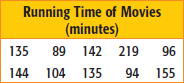 Running Time of Movies
(minutes)
135 89 142 219 96
144 104 135 94 155